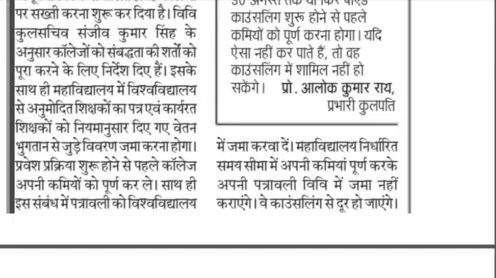 पर सख्ती करना शुरू कर दिया है। विवि
कुलसचिव संजीव कुमार सिंह के
अनुसार कॉलेजों को संबद्धता की शर्तों को
पूरा करने के लिए निर्देश दिए हैं। इसके
साथ ही महाविद्यालय में विश्वविद्यालय
से अनुमोदित शिक्षकों का पत्र एवं कार्यरत
शिक्षकों को नियमानुसार दिए गए वेतन
भुगतान से जुड़े विवरण जमा करना होगा।
प्रवेश प्रक्रिया शुरू होने से पहले कॉलेज
अपनी कमियों को पूर्ण कर ले। साथ ही
इस संबंध में पत्रावली को विश्वविद्यालय
काउंसलिंग शुरू होने से पहले
कमियों को पूर्ण करना होगा। यदि
ऐसा नहीं कर पाते हैं, तो वह
काउंसलिंग में शामिल नहीं हो
सकेंगे। प्रो. आलोक कुमार राय,
प्रभारी कुलपति
में जमा करवा दें। महाविद्यालय निर्धारित
समय सीमा में अपनी कमियां पूर्ण करके
अपनी पत्रावली विवि में जमा नहीं
कराएंगे। वे काउंसलिंग से दूर हो जाएंगे।